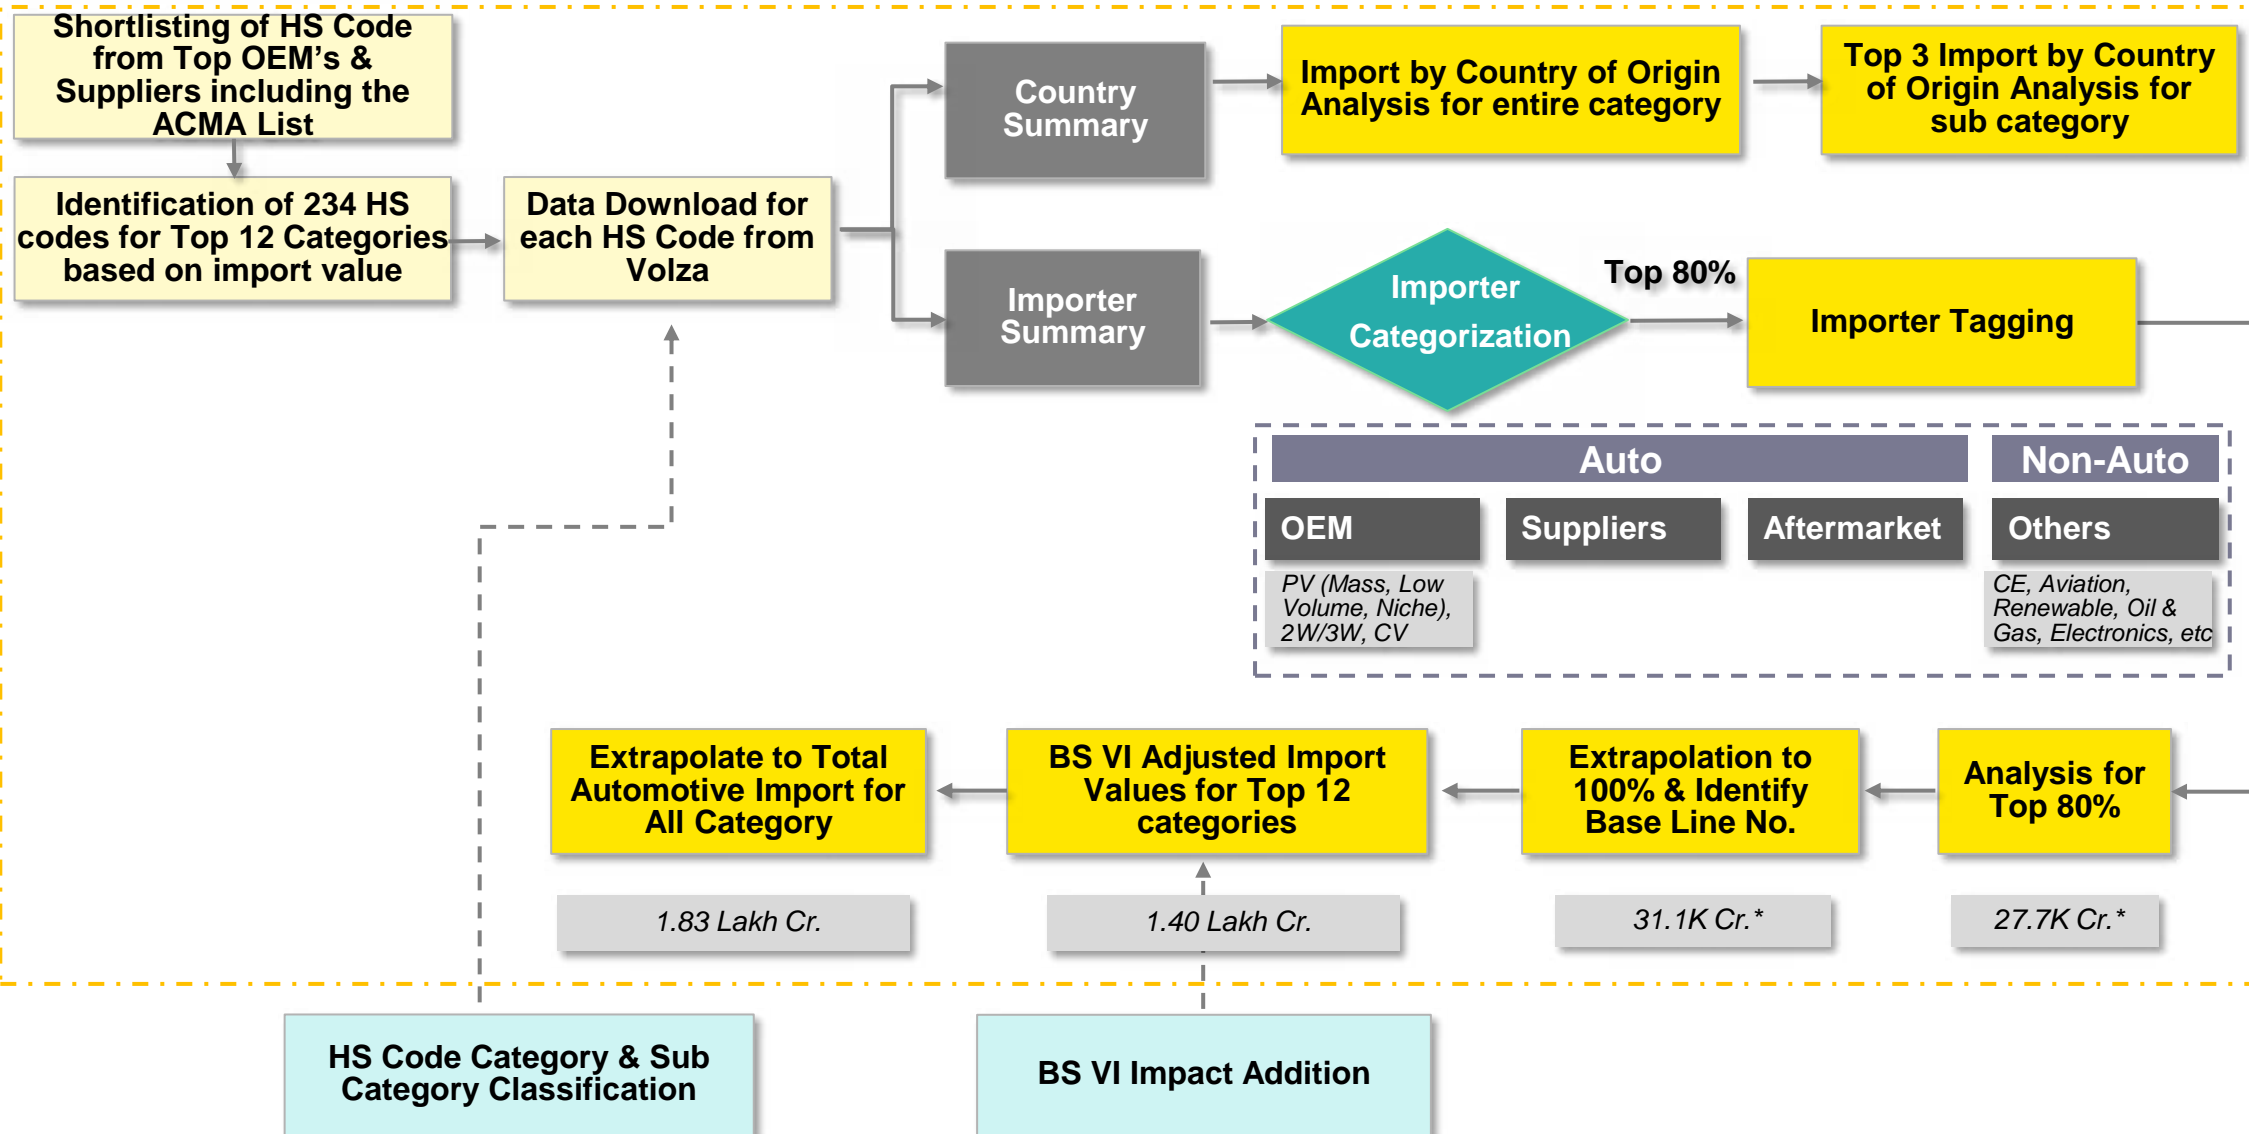 Shortlisting of HS Code
from Top OEM's &
Suppliers including the
ACMA List
Identification of 234 HS
codes for Top 12 Categories
based on import value
Data Download for
each HS Code from
Volza
Country
Summary
Import by Country of Origin
Analysis for entire category
Top 3 Import by Country
of Origin Analysis for
sub category
Importer
Summary
Importer
Categorization
Top 80%
Importer Tagging
Auto
Non-Auto
OEM
Suppliers
Aftermarket
Others
PV (Mass, Low
Volume, Niche),
2W/3W, CV
CE, Aviation,
Renewable, Oil &
Gas, Electronics, etc
Extrapolate to Total
Automotive Import for
All Category
BS VI Adjusted Import
Values for Top 12
categories
Extrapolation to
100% & Identify
Base Line No.
Analysis for
Top 80%
1.83 Lakh Cr.
1.40 Lakh Cr.
31.1K Cr.*
27.7K Cr.*
HS Code Category & Sub
Category Classification
BS VI Impact Addition